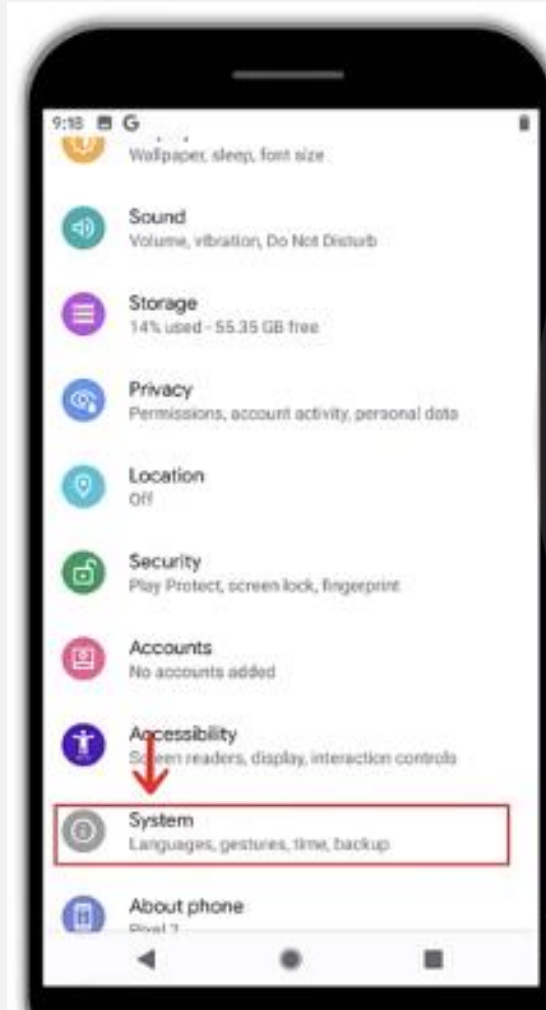 9:18 G
Wallpaper, sleep, font size
Sound
Volume, vibration, Do Not Disturb
Storage
14% used - 55.35 GB free
Privacy
Permissions, account activity, personal data
Location
Off
Security
Play Protect, screen lock, fingerprint
Accounts
No accounts added
Accessibility
Screen readers, display, interaction controls
System
Languages, gestures, time, backup
About phone
Pixel 2